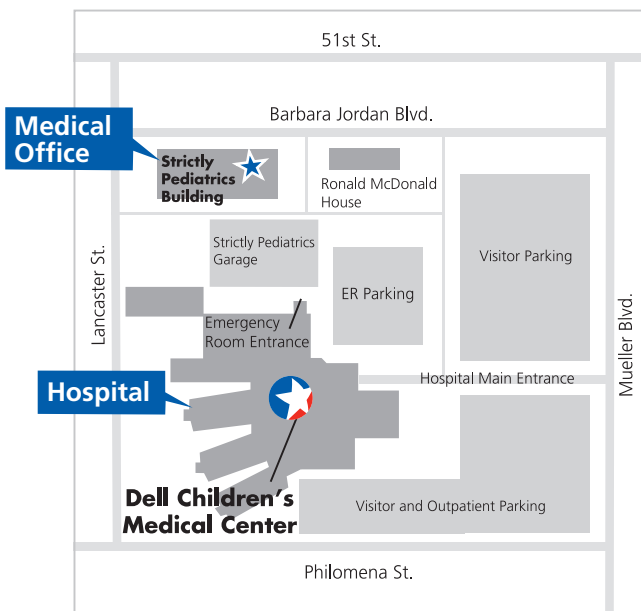 51st St.
Barbara Jordan Blvd.
Medical
Office
Strictly
Pediatrics
Building
Ronald McDonald
House
Strictly Pediatrics
Garage
Visitor Parking
ER Parking
Lancaster St.
Mueller Blvd.
Emergency
Room Entrance
Hospital Main Entrance
Hospital
Dell Children's
Medical Center
Visitor and Outpatient Parking
Philomena St.